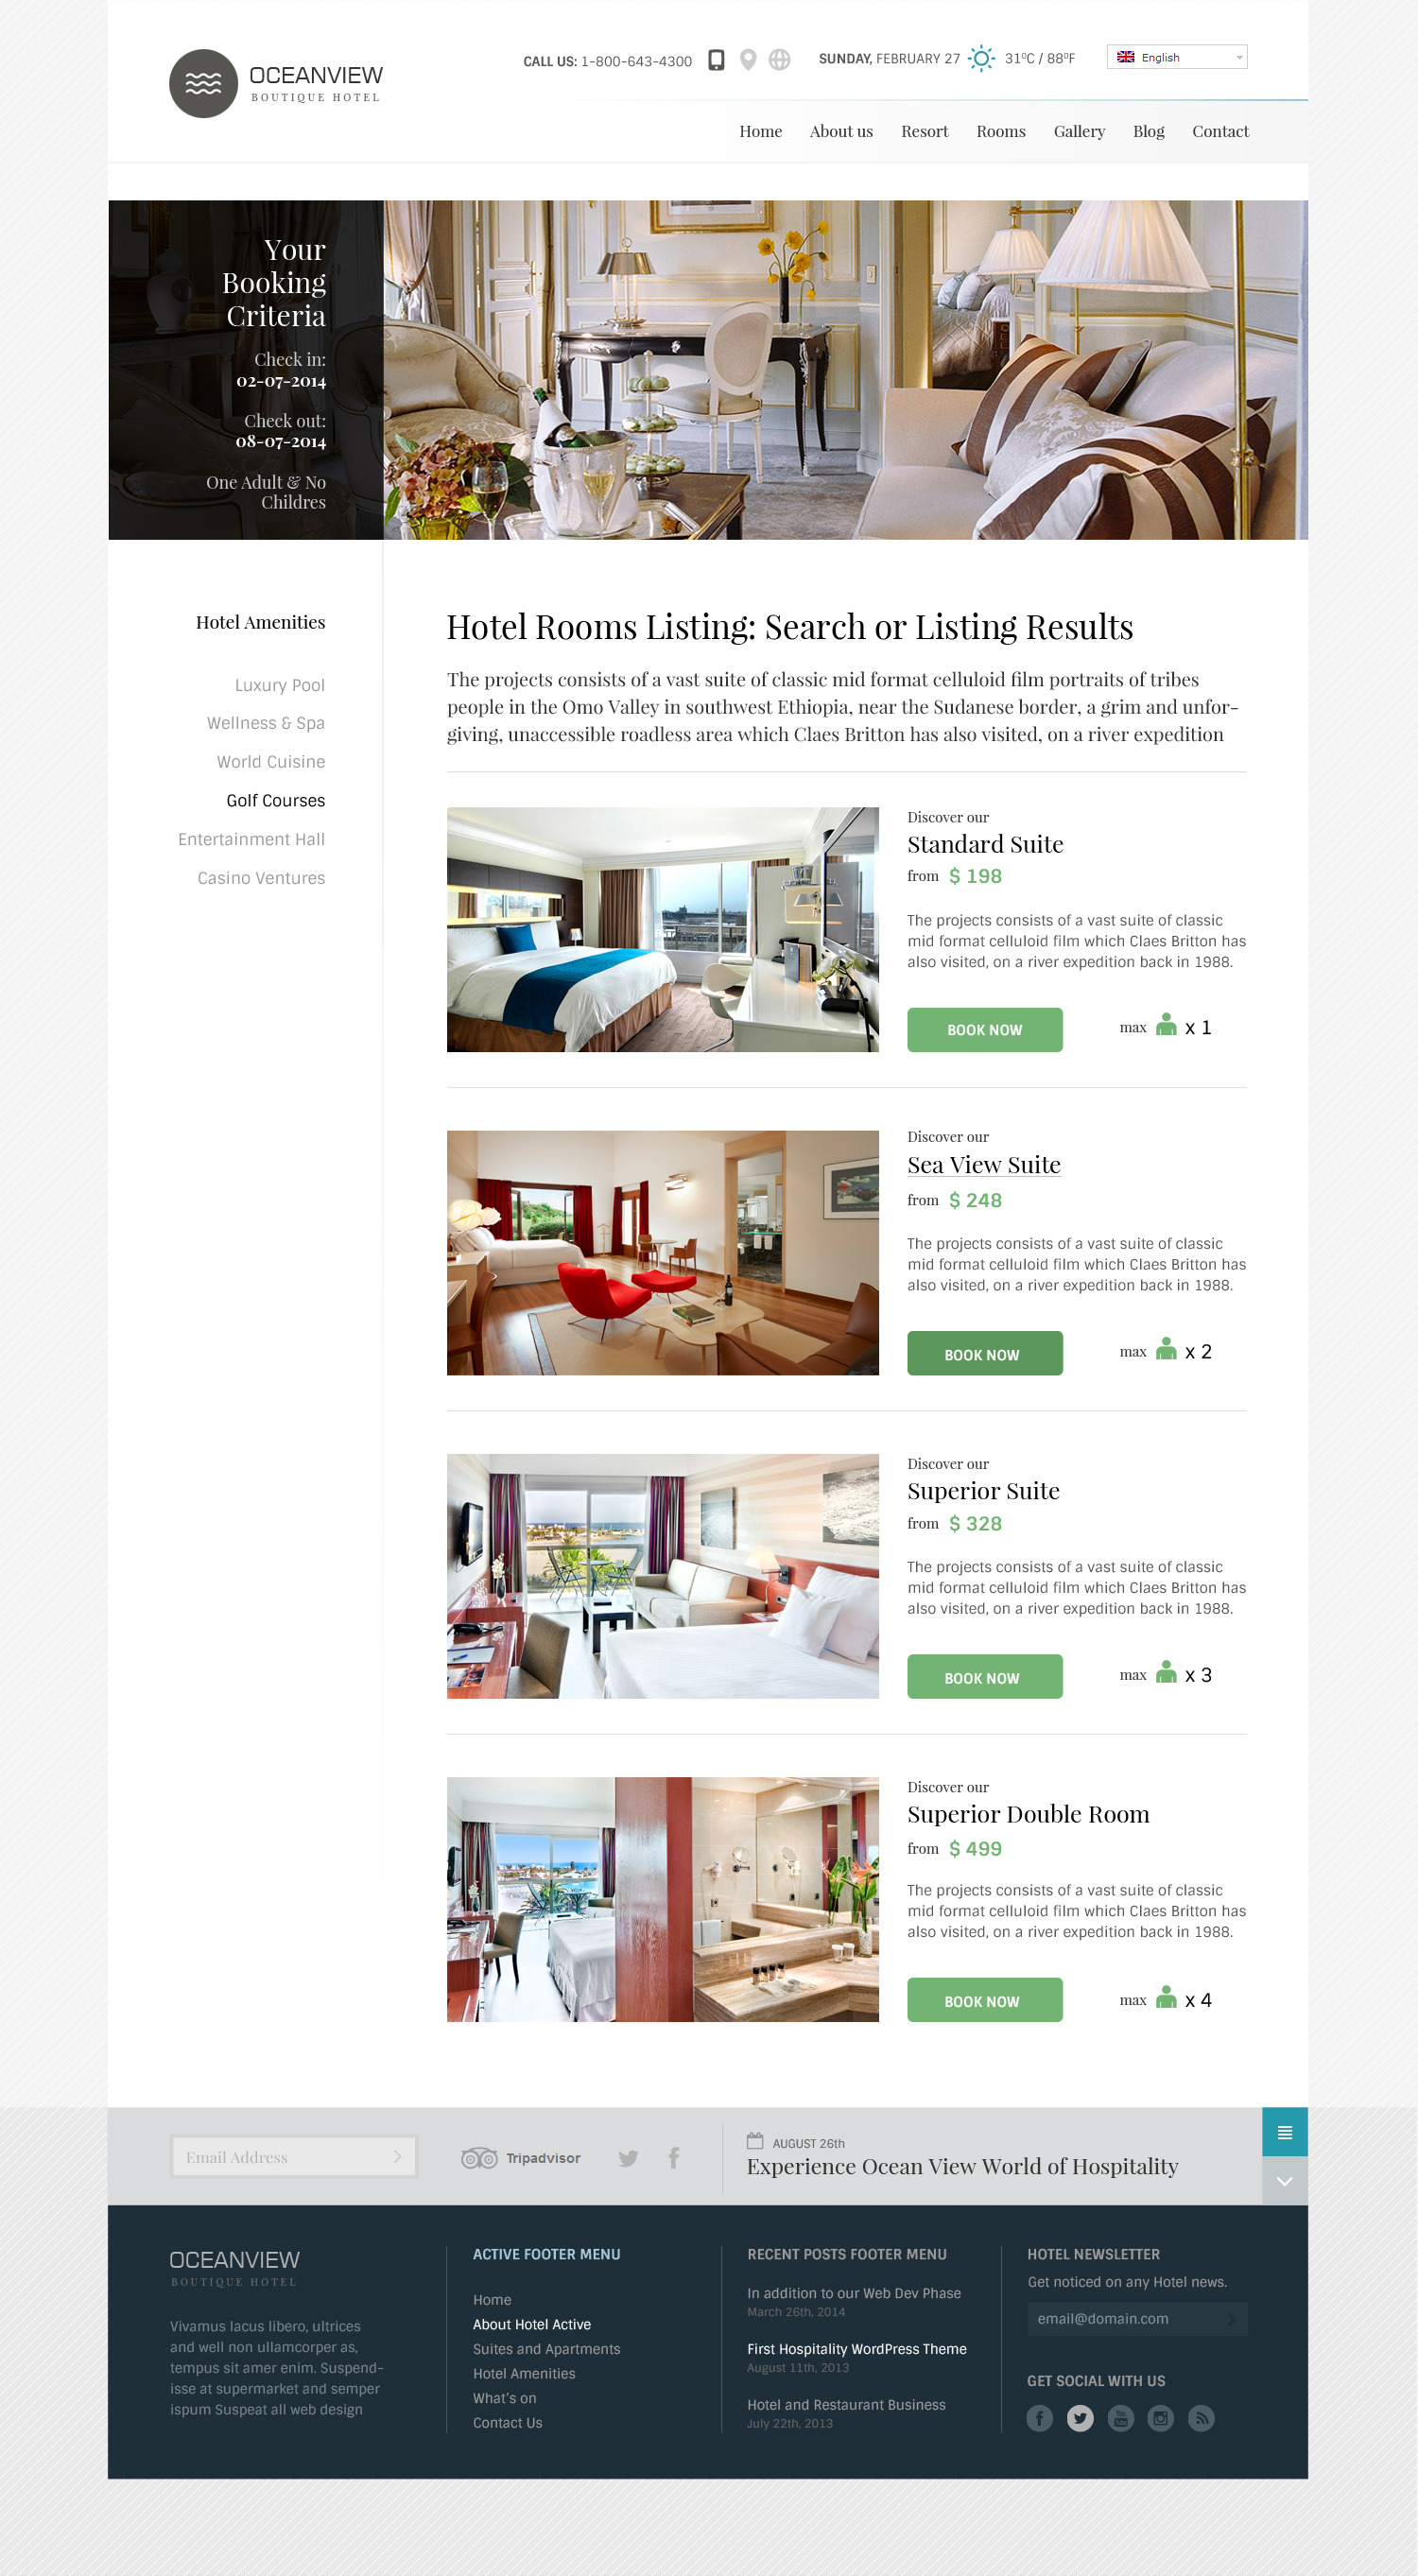 OCEANVIEW
BOUTIQUE HOTEL
CALL US: 1-800-643-4300
SUNDAY, FEBRUARY 27
31⁰C / 88⁰F
English
Home About us Resort Rooms Gallery Blog Contact
Your
Booking
Criteria
Check in:
02-07-2014
Check out:
08-07-2014
One Adult & No
Childres
Hotel Amenities
Luxury Pool
Wellness & Spa
World Cuisine
Golf Courses
Entertainment Hall
Casino Ventures
Hotel Rooms Listing: Search or Listing Results
The projects consists of a vast suite of classic mid format celluloid film portraits of tribes
people in the Omo Valley in southwest Ethiopia, near the Sudanese border, a grim and unfor-
giving, unaccessible roadless area which Claes Britton has also visited, on a river expedition
Discover our
Standard Suite
from $ 198
The projects consists of a vast suite of classic
mid format celluloid film which Claes Britton has
also visited, on a river expedition back in 1988.
BOOK NOW
max x 1
Discover our
Sea View Suite
from $ 248
The projects consists of a vast suite of classic
mid format celluloid film which Claes Britton has
also visited, on a river expedition back in 1988.
BOOK NOW
max x 2
Discover our
Superior Suite
from $ 328
The projects consists of a vast suite of classic
mid format celluloid film which Claes Britton has
also visited, on a river expedition back in 1988.
BOOK NOW
max x 3
Discover our
Superior Double Room
from $ 499
The projects consists of a vast suite of classic
mid format celluloid film which Claes Britton has
also visited, on a river expedition back in 1988.
BOOK NOW
max x 4
Email Address
Tripadvisor
AUGUST 26th
Experience Ocean View World of Hospitality
OCEANVIEW
BOUTIQUE HOTEL
Vivamus lacus libero, ultrices
and well non ullamcorper as,
tempus sit amer enim. Suspend-
isse at supermarket and semper
ispum Suspeat all web design
ACTIVE FOOTER MENU
Home
About Hotel Active
Suites and Apartments
Hotel Amenities
What's on
Contact Us
RECENT POSTS FOOTER MENU
In addition to our Web Dev Phase
March 26th, 2014
First Hospitality WordPress Theme
August 11th, 2013
Hotel and Restaurant Business
July 22th, 2013
HOTEL NEWSLETTER
Get noticed on any Hotel news.
email@domain.com
GET SOCIAL WITH US
You
Tube